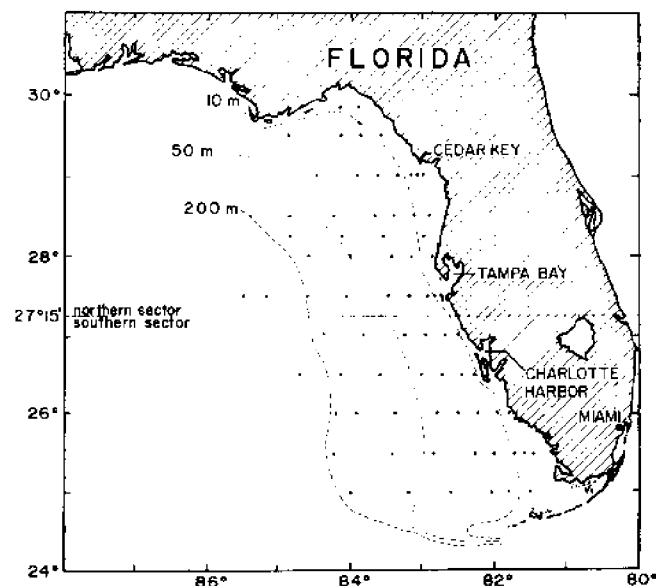 FLORIDA
30°
10 m
50 m
CEDAR KEY
200 m
28°
TAMPA BAY
27°15'
northern sector
southern sector
CHARLOTTE
HARBOR
26°
MIAMI
24°
86°
84°
82°
80°